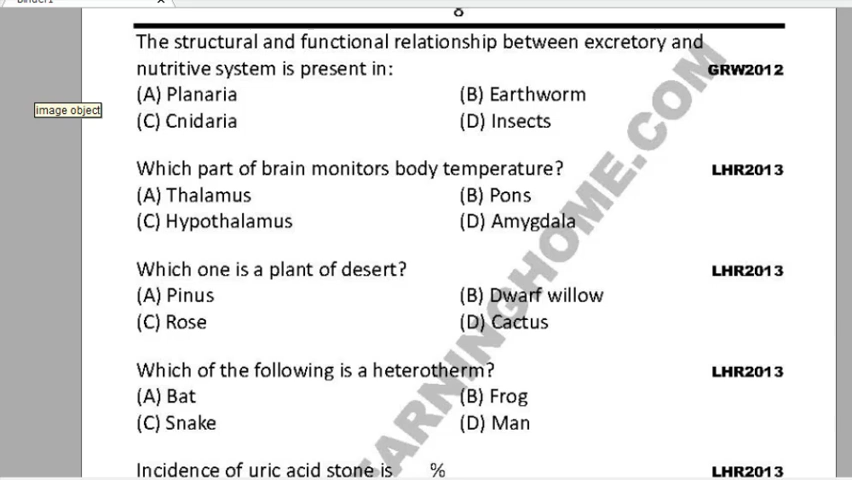 8
The structural and functional relationship between excretory and
nutritive system is present in: GRW2012
(A) Planaria (B) Earthworm
image object
(C) Cnidaria (D) Insects
Which part of brain monitors body temperature? LHR2013
(A) Thalamus (B) Pons
(C) Hypothalamus (D) Amygdala
Which one is a plant of desert? LHR2013
(A) Pinus (B) Dwarf willow
(C) Rose (D) Cactus
Which of the following is a heterotherm? LHR2013
(A) Bat (B) Frog
(C) Snake (D) Man
Incidence of uric acid stone is %  LHR2013
EARNINGHOME.COM